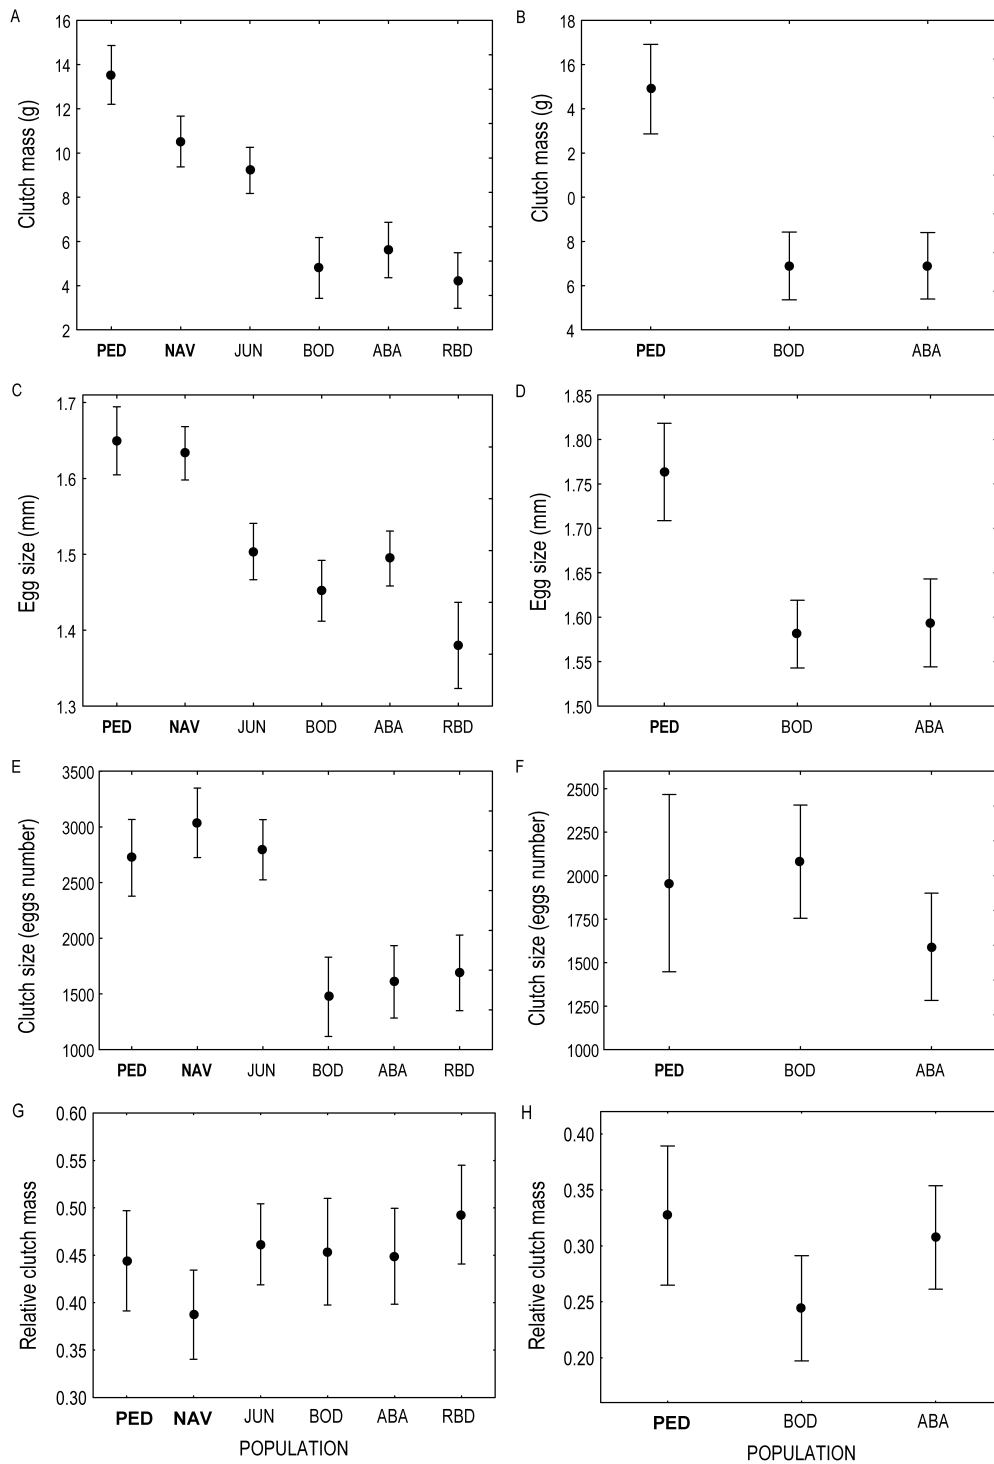 A
Clutch mass (g)
16
14
12
10
8
6
4
2
PED NAV JUN BOD ABA RBD
B
Clutch mass (g)
18
16
4
2
0
8
6
4
PED BOD ABA
C
Egg size (mm)
1.7
1.6
1.5
1.4
1.3
PED NAV JUN BOD ABA RBD
D
Egg size (mm)
1.85
1.80
1.75
1.70
1.65
1.60
1.55
1.50
PED BOD ABA
E
Clutch size (eggs number)
3500
3000
2500
2000
1500
1000
PED NAV JUN BOD ABA RBD
F
Clutch size (eggs number)
2500
2250
2000
1750
1500
1250
1000
PED BOD ABA
G
Relative clutch mass
0.60
0.55
0.50
0.45
0.40
0.35
0.30
PED NAV JUN BOD ABA RBD
POPULATION
H
Relative clutch mass
0.40
0.35
0.30
0.25
0.20
PED BOD ABA
POPULATION